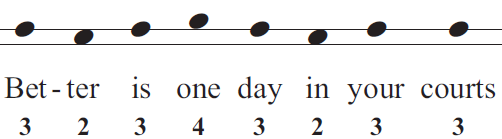 Bet - ter is one day in your courts
3 2 3 4 3 2 3 3